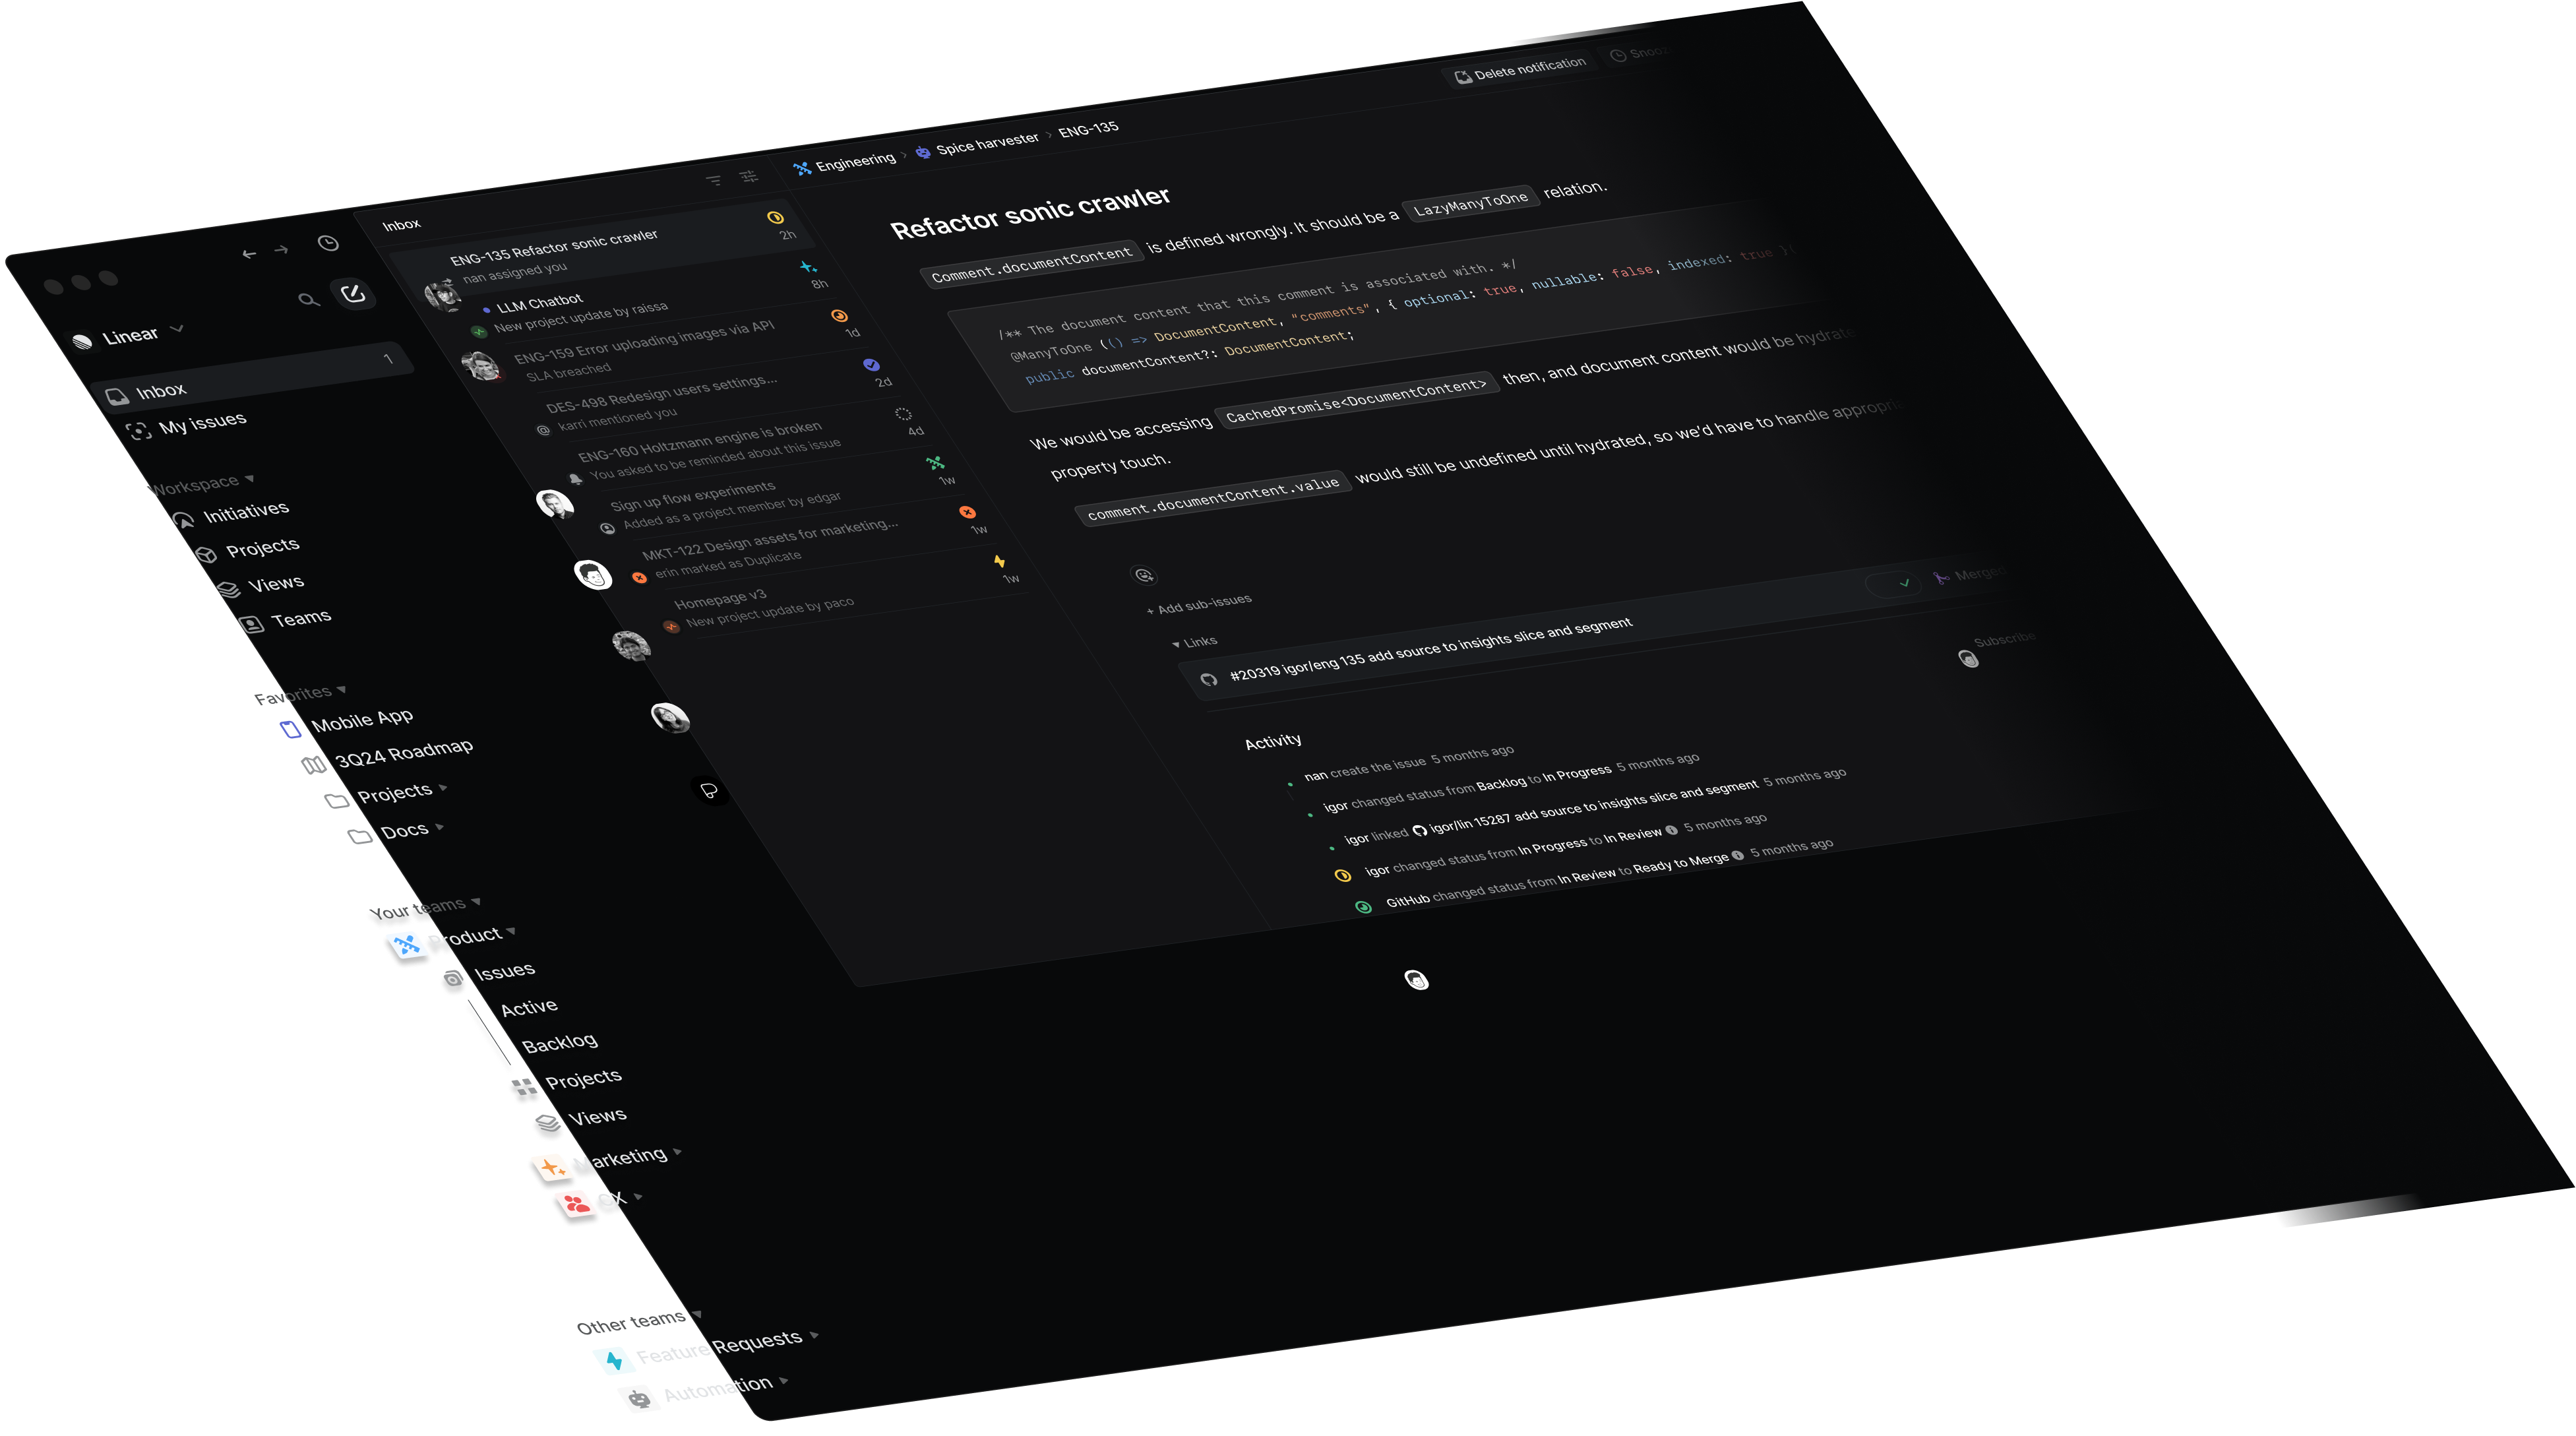 Linear
Inbox 1
My issues
Workspace
Initiatives
Projects
Views
Teams
Favorites
Mobile App
3Q24 Roadmap
Projects
Docs
Your teams
Product
Issues
Active
Backlog
Projects
Views
Marketing
CX
Other teams
Feature Requests
Automation
Inbox
ENG-135 Refactor sonic crawler
nan assigned you 2h
LLM Chatbot
New project update by raissa 8h
ENG-159 Error uploading images via API
SLA breached 1d
DES-498 Redesign users settings...
karri mentioned you 2d
ENG-160 Holtzmann engine is broken
You asked to be reminded about this issue 4d
Sign up flow experiments
Added as a project member by edgar 1w
MKT-122 Design assets for marketing...
erin marked as Duplicate 1w
Homepage v3
New project update by paco 1w
Engineering › Spice harvester › ENG-135
Delete notification
Refactor sonic crawler
Comment.documentContent is defined wrongly. It should be a LazyManyToOne relation.
/** The document content that this comment is associated with. */
@ManyToOne (() => DocumentContent, "comments", { optional: true, nullable: false, indexed: true })
public documentContent?: DocumentContent;
We would be accessing CachedPromise<DocumentContent> then, and document content would be hydrate
property touch.
comment.documentContent.value would still be undefined until hydrated, so we'd have to handle appropri
+ Add sub-issues
Links
#20319 igor/eng 135 add source to insights slice and segment Merged
Subscribe
Activity
nan create the issue 5 months ago
igor changed status from Backlog to In Progress 5 months ago
igor linked igor/lin 15287 add source to insights slice and segment 5 months ago
igor changed status from In Progress to In Review 5 months ago
GitHub changed status from In Review to Ready to Merge 5 months ago